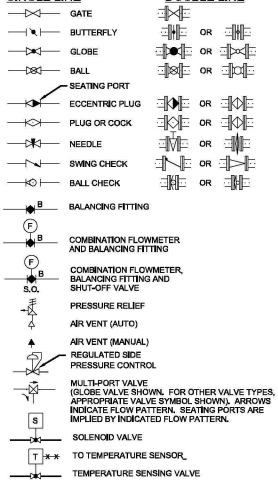 GATE
BUTTERFLY OR
GLOBE OR
BALL OR
SEATING PORT
ECCENTRIC PLUG OR
PLUG OR COCK OR
NEEDLE OR
SWING CHECK OR
BALL CHECK OR
B BALANCING FITTING
F
B COMBINATION FLOWMETER
AND BALANCING FITTING
F
B COMBINATION FLOWMETER,
BALANCING FITTING AND
S.O. SHUT-OFF VALVE
PRESSURE RELIEF
AIR VENT (AUTO)
AIR VENT (MANUAL)
REGULATED SIDE
PRESSURE CONTROL
MULTI-PORT VALVE
(GLOBE VALVE SHOWN. FOR OTHER VALVE TYPES,
APPROPRIATE VALVE SYMBOL SHOWN). ARROWS
INDICATE FLOW PATTERN. SEATING PORTS ARE
IMPLIED BY INDICATED FLOW PATTERN.
S
SOLENOID VALVE
T TO TEMPERATURE SENSOR
TEMPERATURE SENSING VALVE